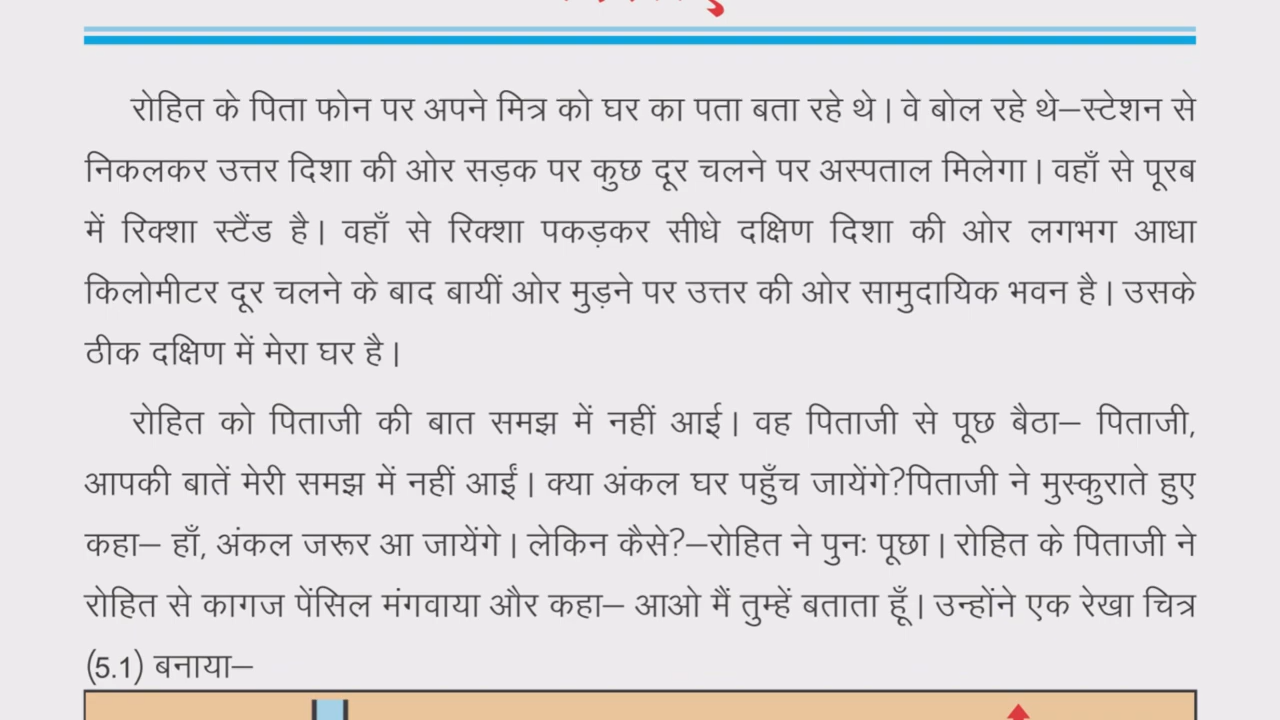 रोहित के पिता फोन पर अपने मित्र को घर का पता बता रहे थे। वे बोल रहे थे–स्टेशन से
निकलकर उत्तर दिशा की ओर सड़क पर कुछ दूर चलने पर अस्पताल मिलेगा। वहाँ से पूरब
में रिक्शा स्टैंड है। वहाँ से रिक्शा पकड़कर सीधे दक्षिण दिशा की ओर लगभग आधा
किलोमीटर दूर चलने के बाद बायीं ओर मुड़ने पर उत्तर की ओर सामुदायिक भवन है। उसके
ठीक दक्षिण में मेरा घर है।
रोहित को पिताजी की बात समझ में नहीं आई। वह पिताजी से पूछ बैठा– पिताजी,
आपकी बातें मेरी समझ में नहीं आईं। क्या अंकल घर पहुँच जायेंगे?पिताजी ने मुस्कुराते हुए
कहा– हाँ, अंकल जरूर आ जायेंगे। लेकिन कैसे?–रोहित ने पुनः पूछा। रोहित के पिताजी ने
रोहित से कागज पेंसिल मंगवाया और कहा– आओ मैं तुम्हें बताता हूँ। उन्होंने एक रेखा चित्र
(5.1) बनाया–